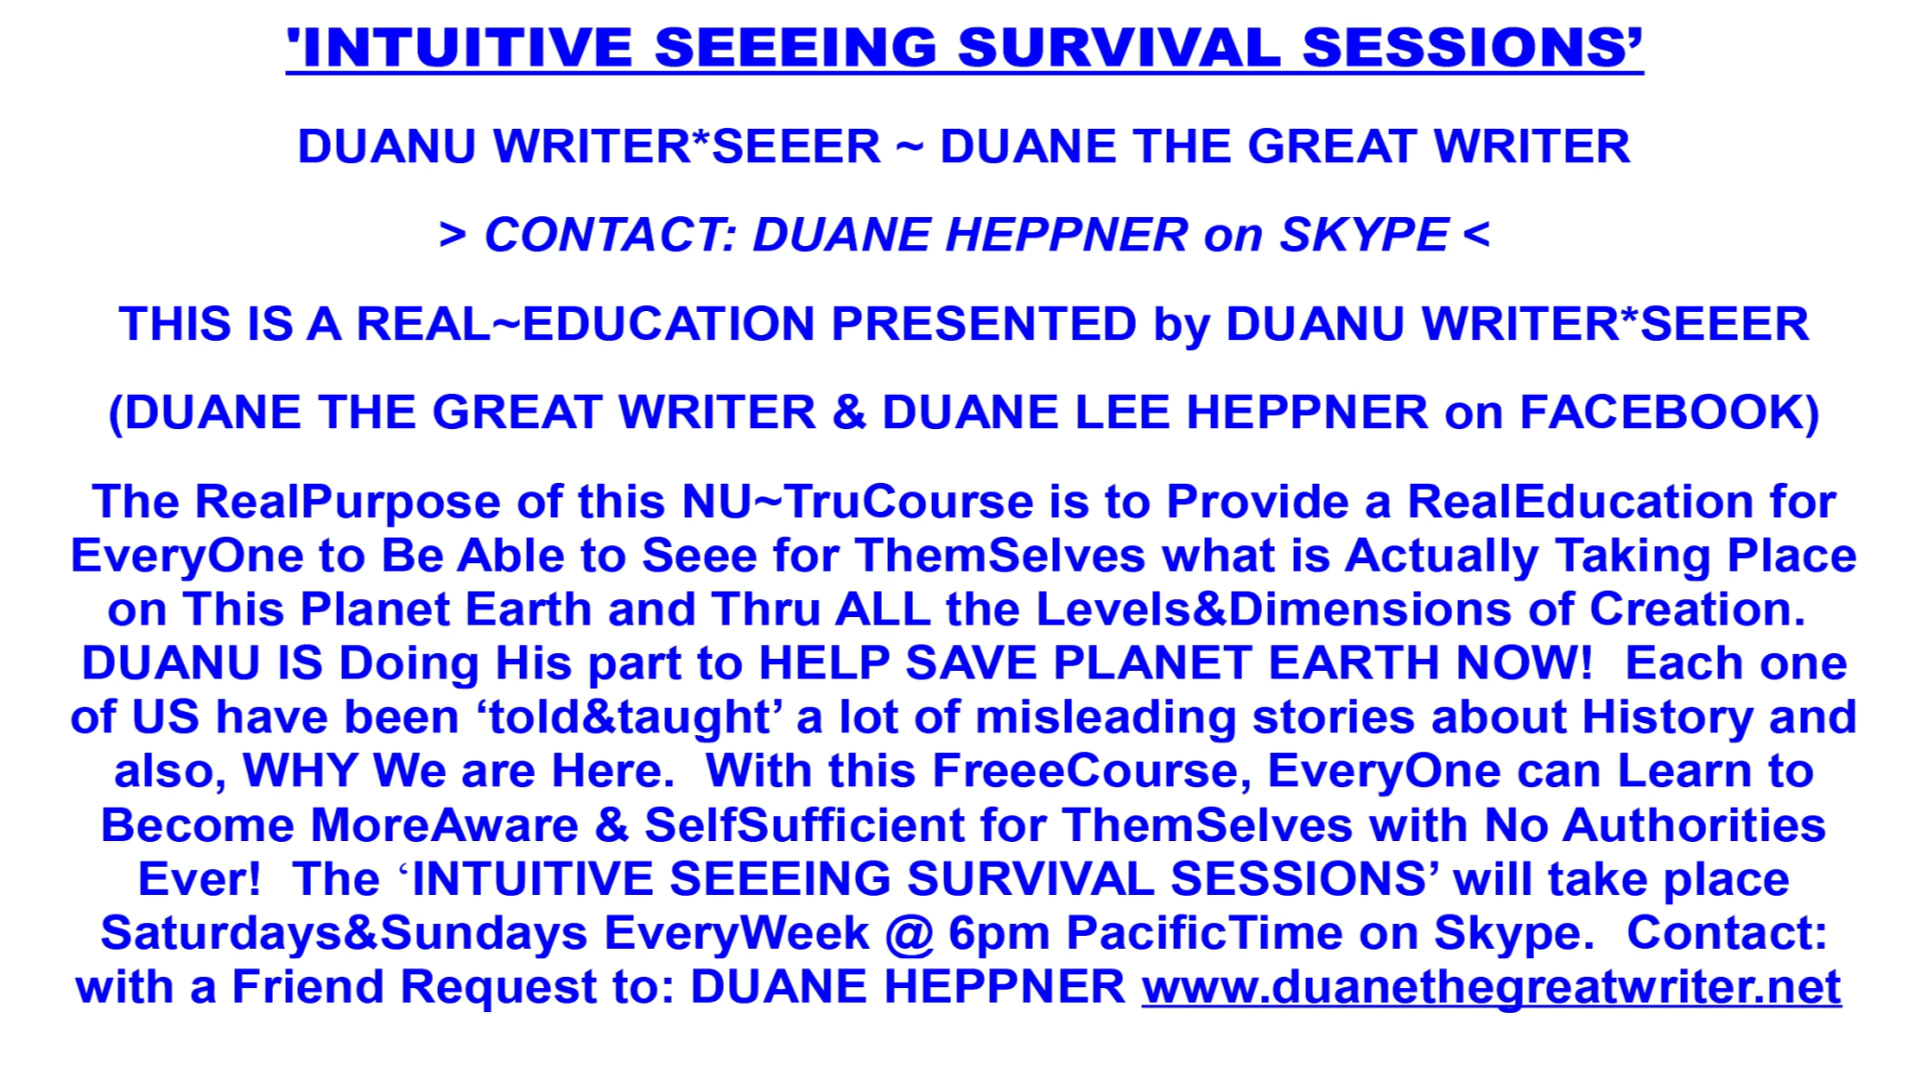 'INTUITIVE SEEEING SURVIVAL SESSIONS’
DUANU WRITER*SEEER ~ DUANE THE GREAT WRITER
> CONTACT: DUANE HEPPNER on SKYPE <
THIS IS A REAL~EDUCATION PRESENTED by DUANU WRITER*SEEER
(DUANE THE GREAT WRITER & DUANE LEE HEPPNER on FACEBOOK)
The RealPurpose of this NU~TruCourse is to Provide a RealEducation for
EveryOne to Be Able to Seee for ThemSelves what is Actually Taking Place
on This Planet Earth and Thru ALL the Levels&Dimensions of Creation.
DUANU IS Doing His part to HELP SAVE PLANET EARTH NOW!  Each one
of US have been ‘told&taught’ a lot of misleading stories about History and
also, WHY We are Here.  With this FreeeCourse, EveryOne can Learn to
Become MoreAware & SelfSufficient for ThemSelves with No Authorities
Ever!  The ‘INTUITIVE SEEEING SURVIVAL SESSIONS’ will take place
Saturdays&Sundays EveryWeek @ 6pm PacificTime on Skype.  Contact:
with a Friend Request to: DUANE HEPPNER www.duanethegreatwriter.net